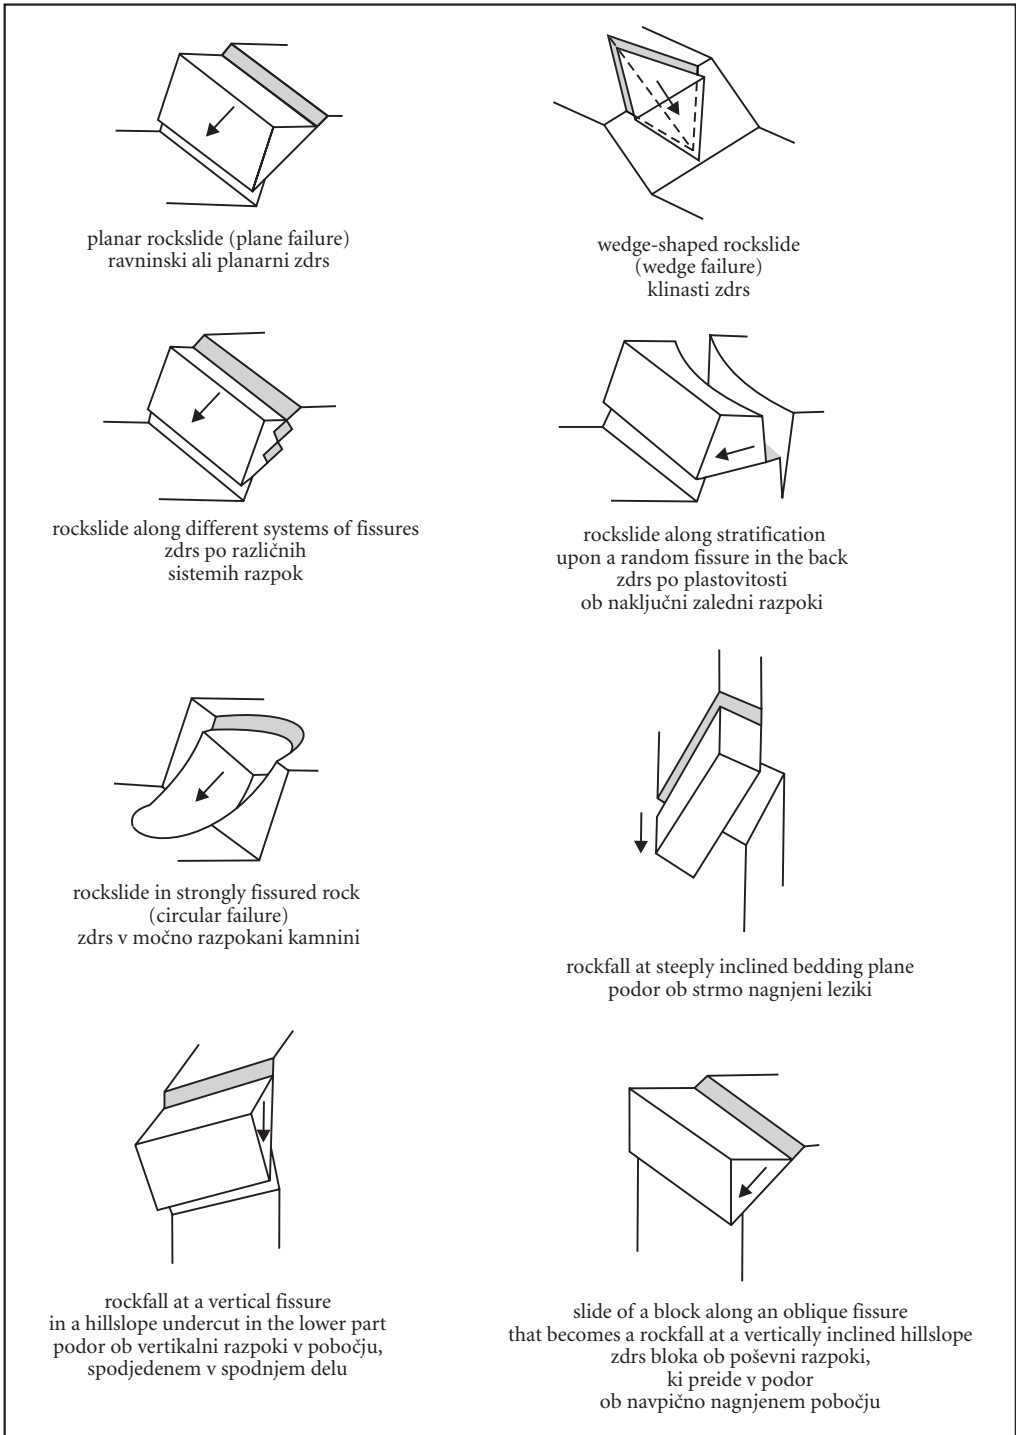 planar rockslide (plane failure)
ravninski ali planarni zdrs
wedge-shaped rockslide
(wedge failure)
klinasti zdrs
rockslide along different systems of fissures
zdrs po različnih
sistemih razpok
rockslide along stratification
upon a random fissure in the back
zdrs po plastovitosti
ob naključni zaledni razpoki
rockslide in strongly fissured rock
(circular failure)
zdrs v močno razpokani kamnini
rockfall at steeply inclined bedding plane
podor ob strmo nagnjeni leziki
rockfall at a vertical fissure
in a hillslope undercut in the lower part
podor ob vertikalni razpoki v pobočju,
spodjedenem v spodnjem delu
slide of a block along an oblique fissure
that becomes a rockfall at a vertically inclined hillslope
zdrs bloka ob poševni razpoki,
ki preide v podor
ob navpično nagnjenem pobočju